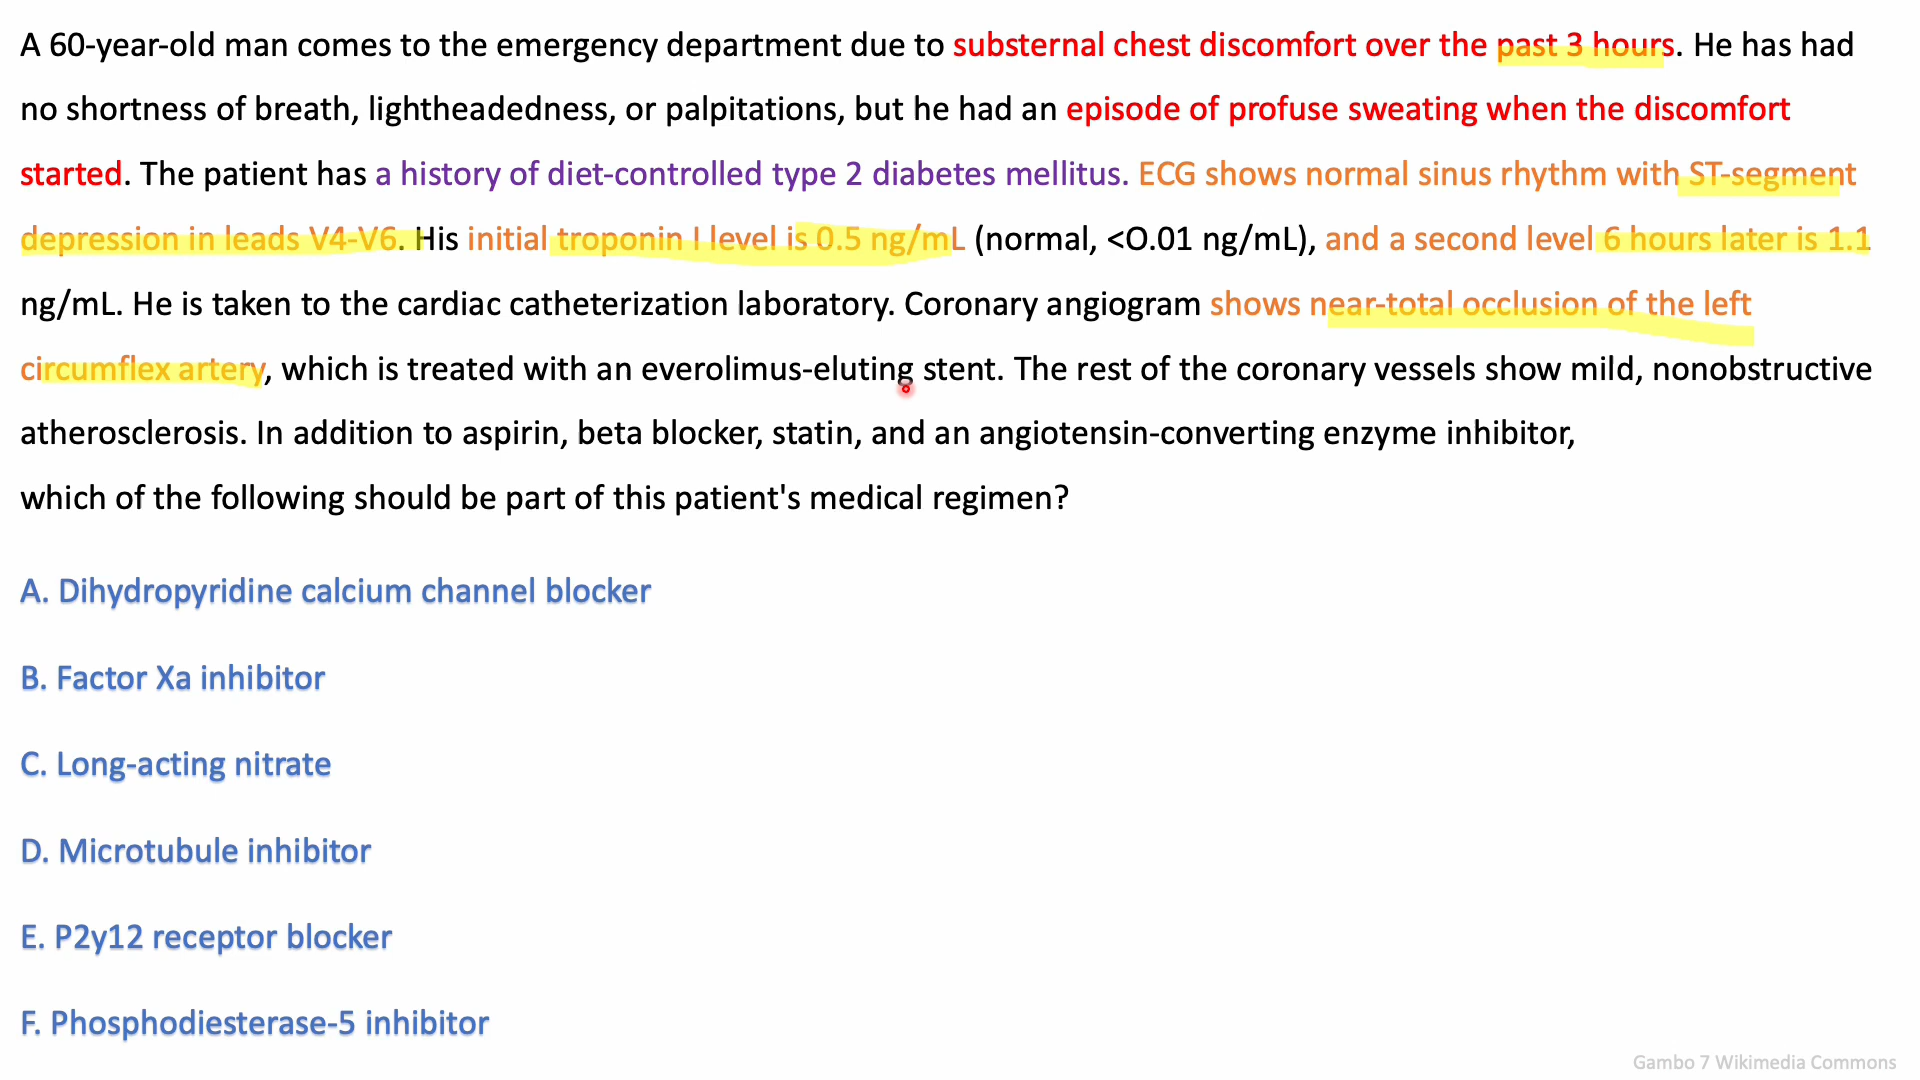 A 60-year-old man comes to the emergency department due to substernal chest discomfort over the past 3 hours. He has had
no shortness of breath, lightheadedness, or palpitations, but he had an episode of profuse sweating when the discomfort
started. The patient has a history of diet-controlled type 2 diabetes mellitus. ECG shows normal sinus rhythm with ST-segment
depression in leads V4-V6. His initial troponin I level is 0.5 ng/mL (normal, <O.01 ng/mL), and a second level 6 hours later is 1.1
ng/mL. He is taken to the cardiac catheterization laboratory. Coronary angiogram shows near-total occlusion of the left
circumflex artery, which is treated with an everolimus-eluting stent. The rest of the coronary vessels show mild, nonobstructive
atherosclerosis. In addition to aspirin, beta blocker, statin, and an angiotensin-converting enzyme inhibitor,
which of the following should be part of this patient's medical regimen?
A. Dihydropyridine calcium channel blocker
B. Factor Xa inhibitor
C. Long-acting nitrate
D. Microtubule inhibitor
E. P2y12 receptor blocker
F. Phosphodiesterase-5 inhibitor
Gambo 7 Wikimedia Commons